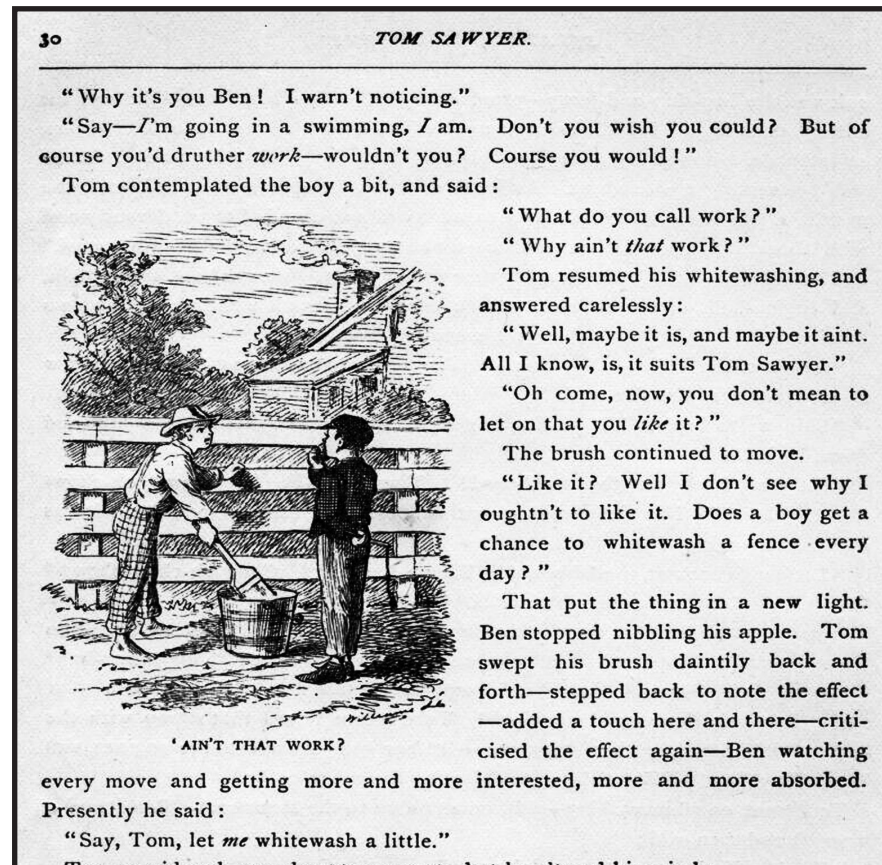 30
TOM SAWYER.
"Why it's you Ben! I warn't noticing."
"Say—I'm going in a swimming, I am. Don't you wish you could? But of
course you'd druther work—wouldn't you? Course you would!"
Tom contemplated the boy a bit, and said:
"What do you call work?"
"Why ain't that work?"
Tom resumed his whitewashing, and
answered carelessly:
"Well, maybe it is, and maybe it aint.
All I know, is, it suits Tom Sawyer."
"Oh come, now, you don't mean to
let on that you like it?"
The brush continued to move.
"Like it? Well I don't see why I
oughtn't to like it. Does a boy get a
chance to whitewash a fence every
day?"
That put the thing in a new light.
Ben stopped nibbling his apple. Tom
swept his brush daintily back and
forth—stepped back to note the effect
—added a touch here and there—criti-
cised the effect again—Ben watching
'AIN'T THAT WORK?
every move and getting more and more interested, more and more absorbed.
Presently he said:
"Say, Tom, let me whitewash a little."